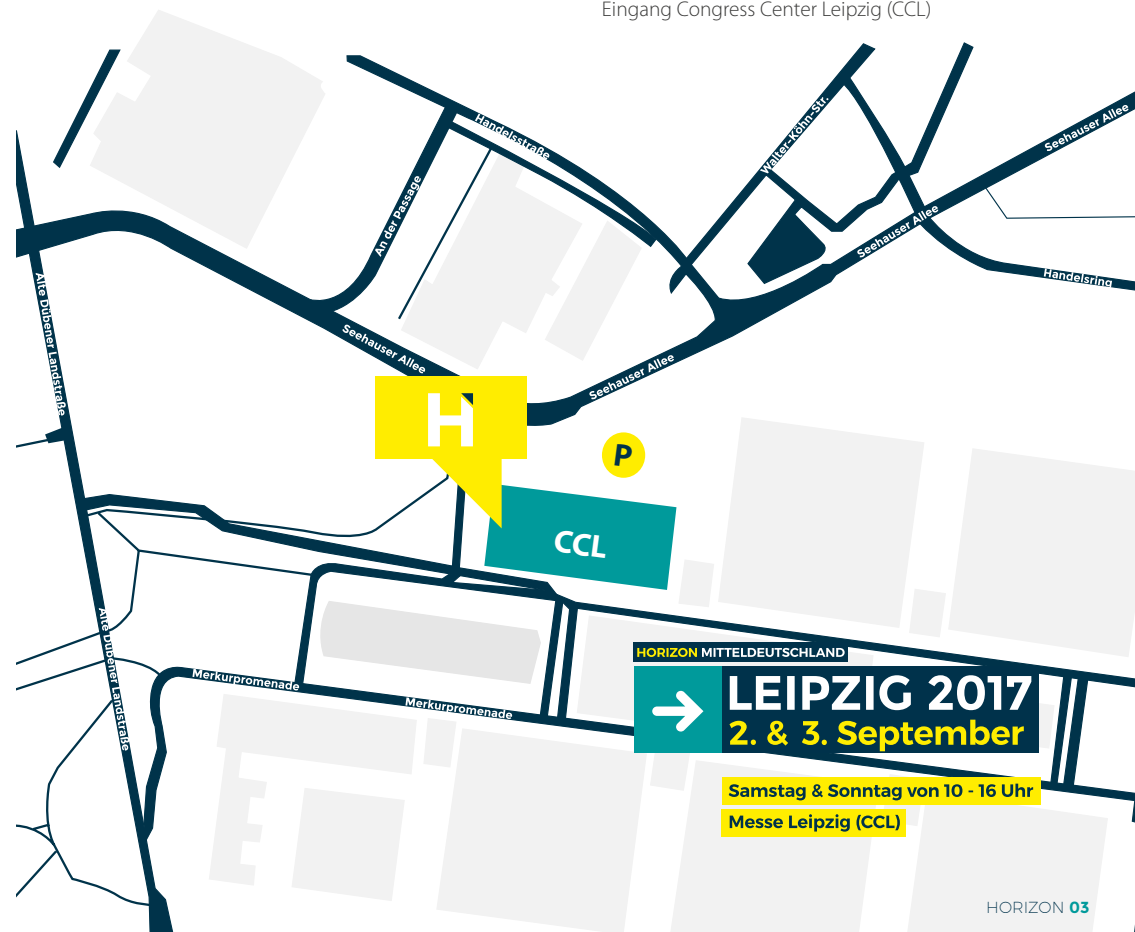 Eingang Congress Center Leipzig (CCL)
Handelsstraße
Walter-Köhn-Str.
Seehauser Allee
An der Passage
Seehauser Allee
Handelsring
Alte Dübener Landstraße
Seehauser Allee
Seehauser Allee
H
P
CCL
Alte Dübener Landstraße
HORIZON MITTELDEUTSCHLAND
Merkurpromenade
Merkurpromenade
LEIPZIG 2017
2. & 3. September
Samstag & Sonntag von 10 - 16 Uhr
Messe Leipzig (CCL)
HORIZON 03